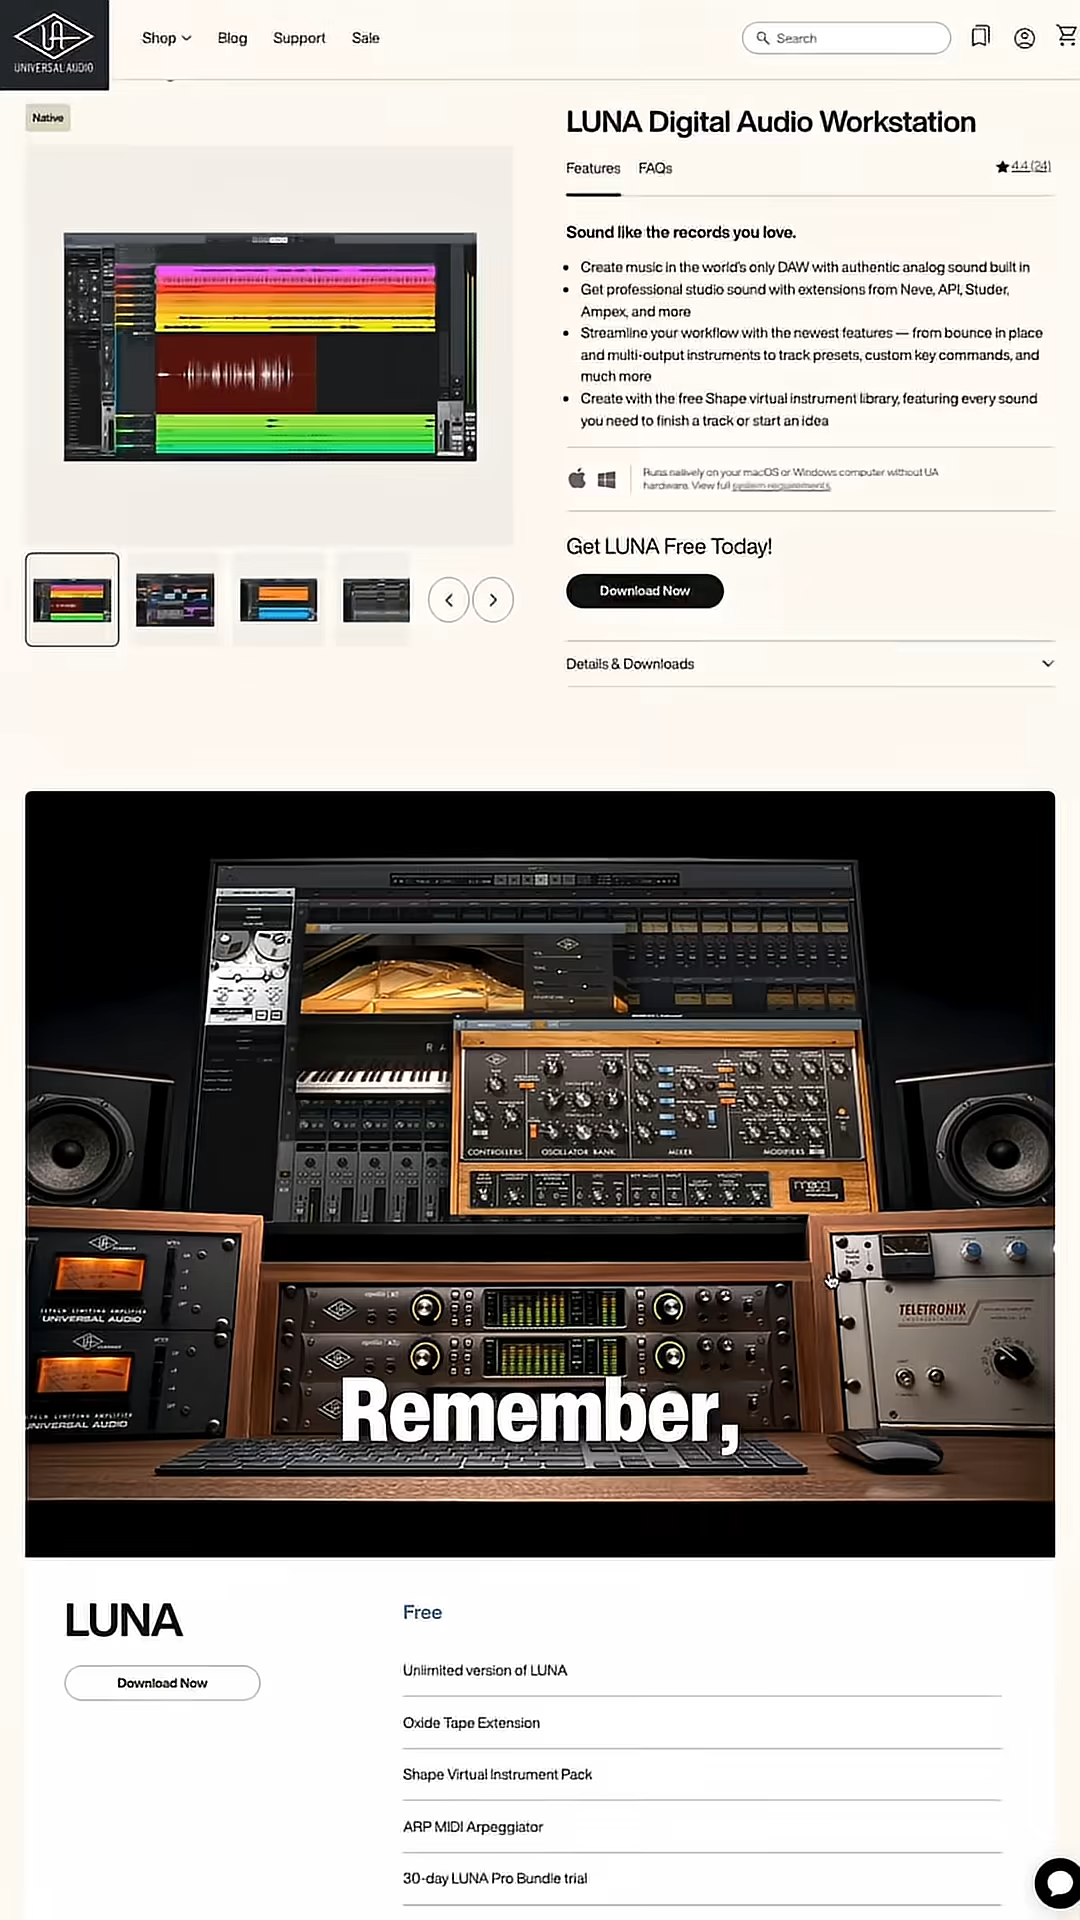 UNIVERSAL AUDIO
Shop
Blog
Support
Sale
Search
Native
LUNA Digital Audio Workstation
Features
FAQs
4.4 (24)
Sound like the records you love.
Create music in the world's only DAW with authentic analog sound built in
Get professional studio sound with extensions from Neve, API, Studer,
Ampex, and more
Streamline your workflow with the newest features — from bounce in place
and multi-output instruments to track presets, custom key commands, and
much more
Create with the free Shape virtual instrument library, featuring every sound
you need to finish a track or start an idea
Runs natively on your macOS or Windows computer without UA
hardware. View full system requirements.
Get LUNA Free Today!
Download Now
Details & Downloads
R A
CONTROLLERS
OSCILLATOR BANK
MIXER
MODIFIERS
moog
UNIVERSAL AUDIO
TELETRONIX
UNIVERSAL AUDIO
Remember,
LUNA
Download Now
Free
Unlimited version of LUNA
Oxide Tape Extension
Shape Virtual Instrument Pack
ARP MIDI Arpeggiator
30-day LUNA Pro Bundle trial